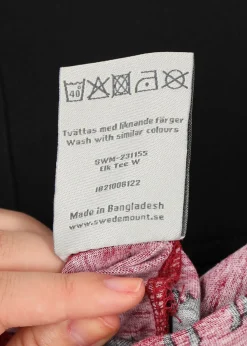 40
Tvättas med liknande färger
Wash with similar colours
SWM-231155
Elk Tee W
1821006122
Made in Bangladesh
www.swedemount.se